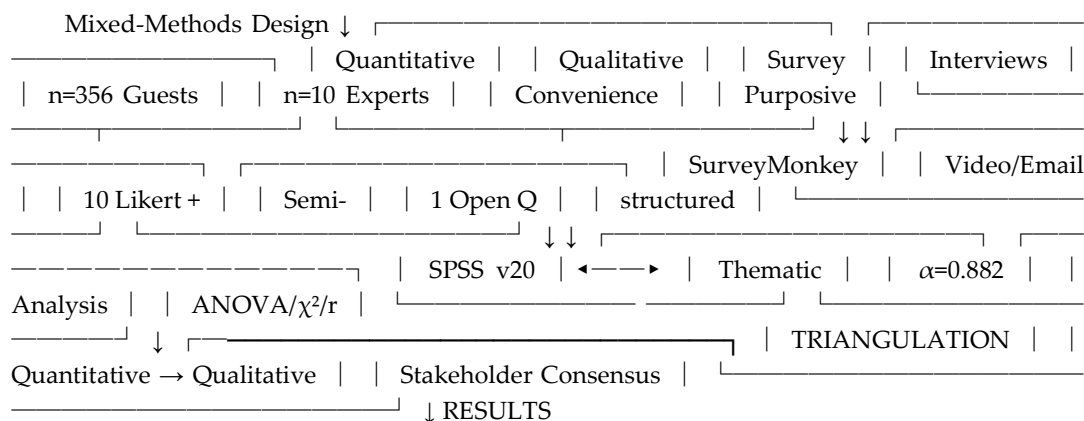 Mixed-Methods Design ↓ ┌─────────────────┐ ┌────────
──────────┐ │ Quantitative │ │ Qualitative │ │ Survey │ │ Interviews │
│ n=356 Guests │ │ n=10 Experts │ │ Convenience │ │ Purposive │ └──────
───┬───────┘ └────────┬─────────┘ ↓ ↓ ┌───────
───────┐ ┌──────────────┐ │ SurveyMonkey │ │ Video/Email
│ │ 10 Likert + │ │ Semi- │ │ 1 Open Q │ │ structured │ └───────────
───┘ └──────────────┘ ↓ ↓ ┌──────────────┐ ┌──
─────────────┐ │ SPSS v20 │ ◄──► │ Thematic │ │ α=0.882 │ │
Analysis │ │ ANOVA/χ²/r │ └───────── ─────┘ └──────────
────┘ ↓ ┌────────────────────┐ │ TRIANGULATION │ │
Quantitative → Qualitative │ │ Stakeholder Consensus │ └─────────────
───────────────┘ ↓ RESULTS